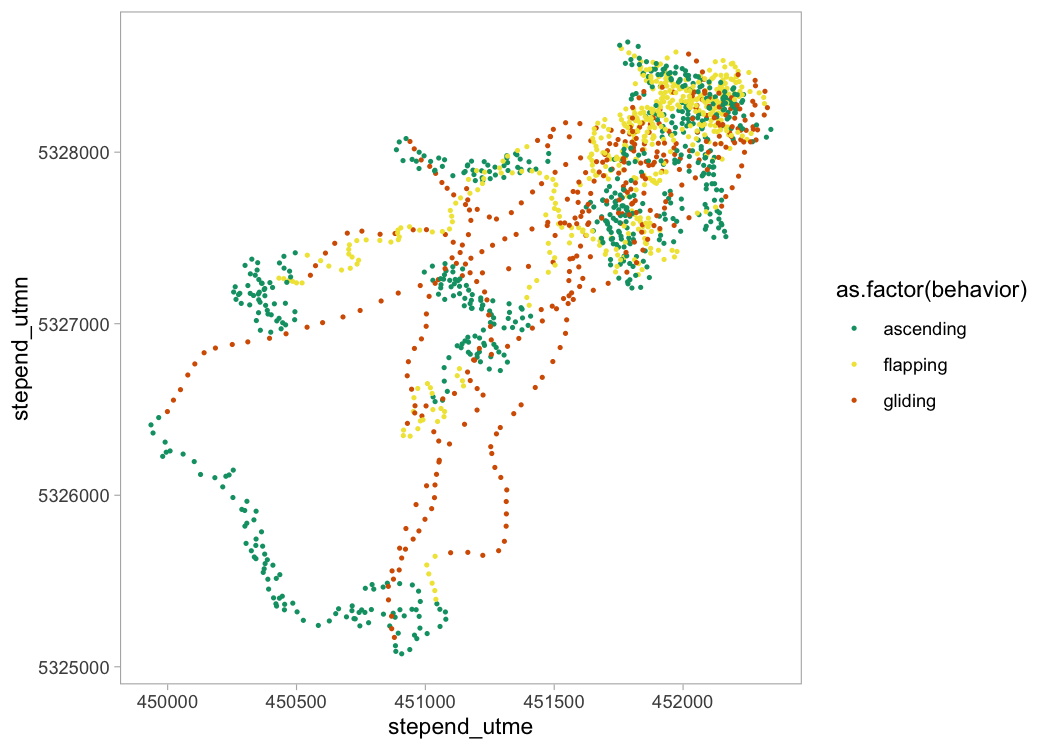 5328000
5327000
5326000
5325000
450000 450500 451000 451500 452000
stepend_utme
stepend_utmn
as.factor(behavior)
ascending
flapping
gliding